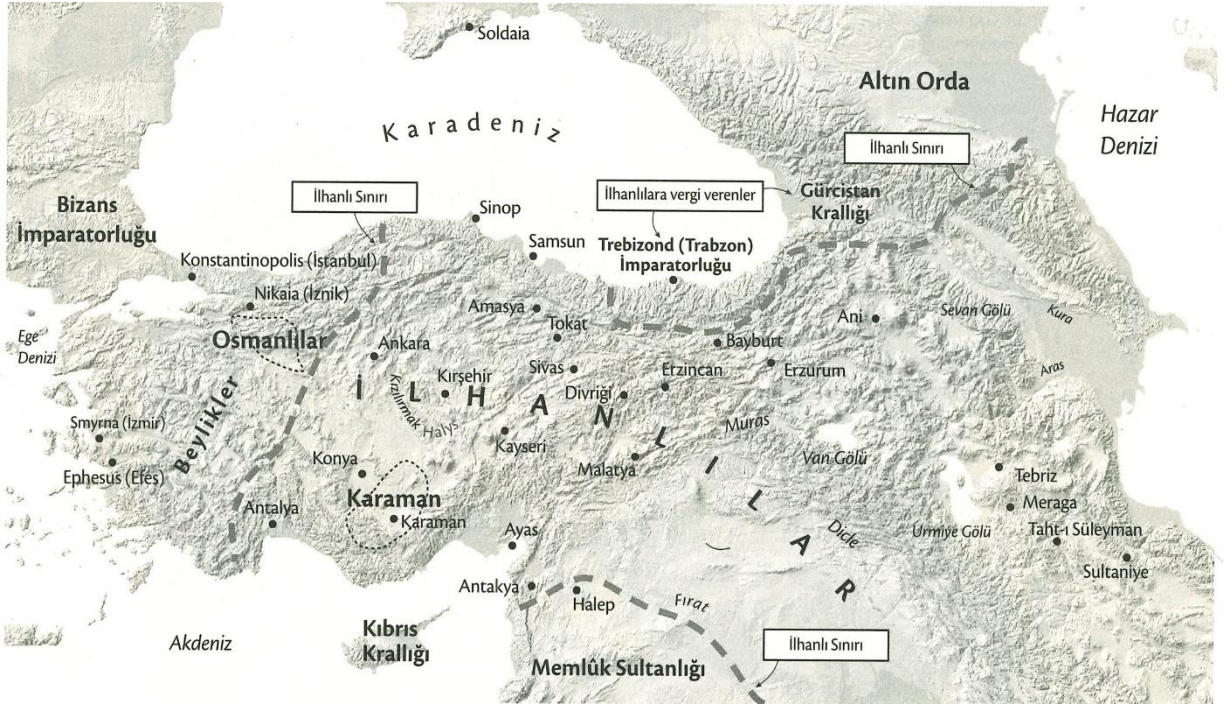 Soldaia
Altın Orda
Hazar
Denizi
Karadeniz
İlhanlı Sınırı
İlhanlı Sınırı
İlhanlılara vergi verenler
Gürcistan
Krallığı
Bizans
İmparatorluğu
Sinop
Samsun
Trebizond (Trabzon)
İmparatorluğu
Konstantinopolis (İstanbul)
Nikaia (İznik)
Amasya
Tokat
Ani
Sevan Gölü
Kura
Ege
Denizi
Osmanlılar
Ankara
Bayburt
Sivas
Erzincan
Erzurum
Aras
Kırşehir
Divriği
İLHANLILAR
Kızılırmak
Halys
Beylikler
Smyrna (İzmir)
Kayseri
Muras
Van Gölü
Ephesus (Efes)
Konya
Malatya
Tebriz
Meraga
Karaman
Karaman
Antalya
Ayas
Dicle
Urmiye Gölü
Taht-ı Süleyman
Sultaniye
Antakya
Halep
Fırat
Akdeniz
Kıbrıs
Krallığı
Memlûk Sultanlığı
İlhanlı Sınırı